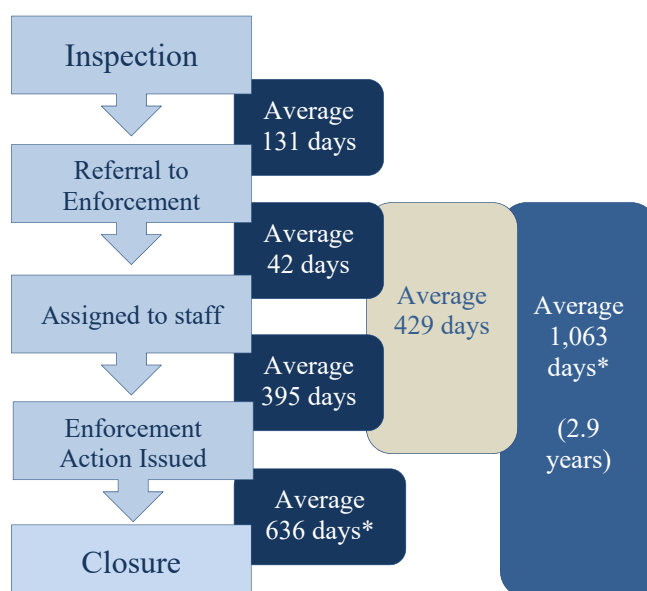 Inspection
Average
131 days
Referral to
Enforcement
Average
42 days
Assigned to staff
Average
395 days
Enforcement
Action Issued
Average
636 days*
Closure
Average
429 days
Average
1,063
days*
(2.9
years)